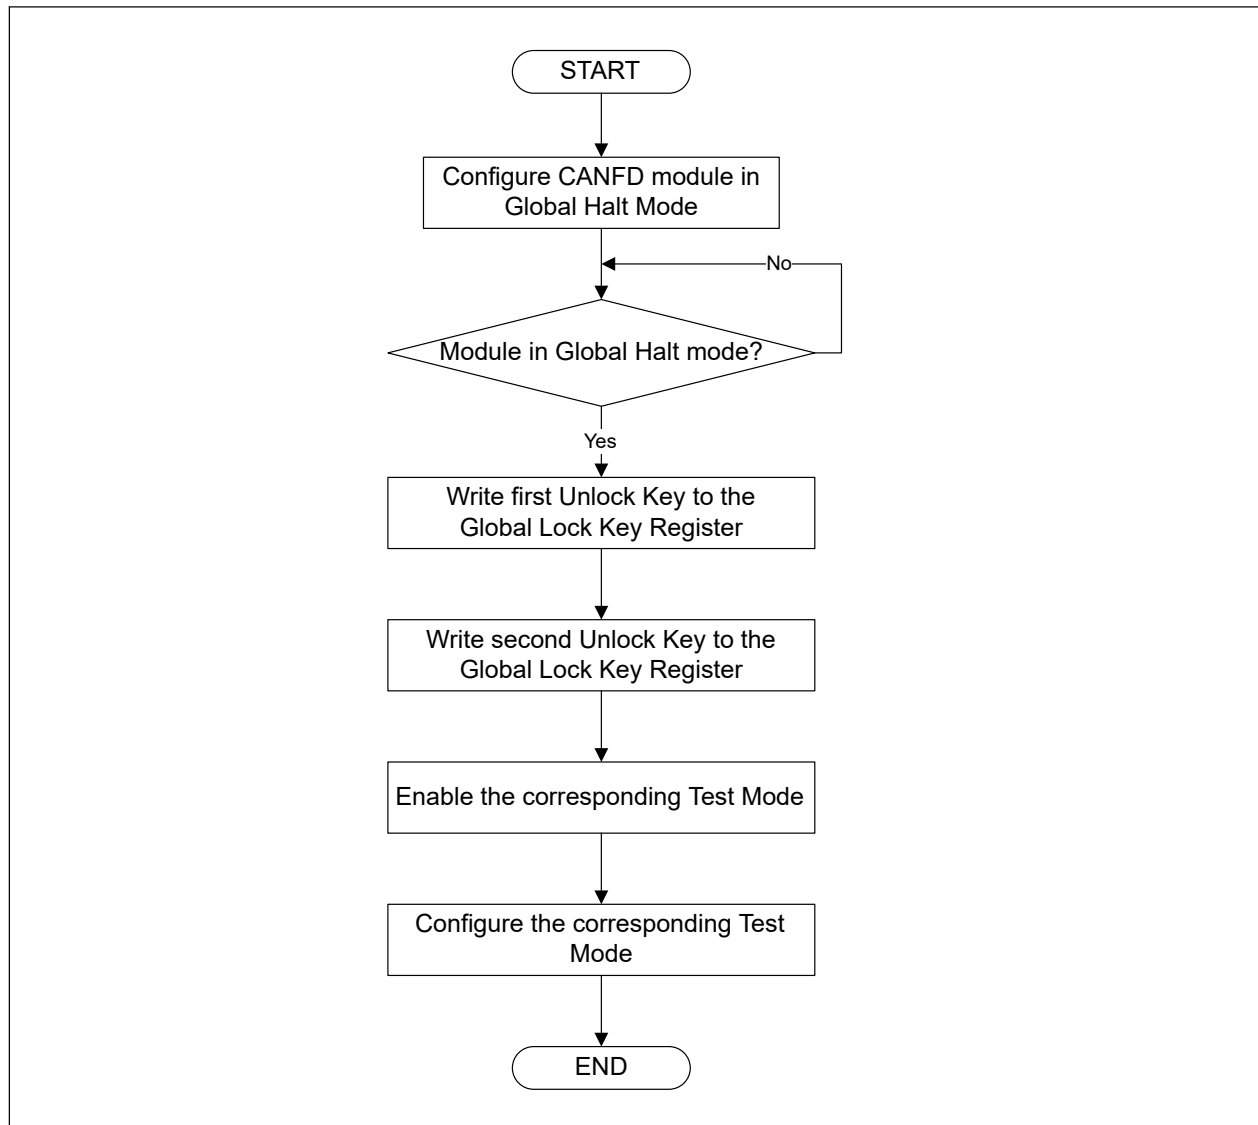 START
Configure CANFD module in
Global Halt Mode
No
Module in Global Halt mode?
Yes
Write first Unlock Key to the
Global Lock Key Register
Write second Unlock Key to the
Global Lock Key Register
Enable the corresponding Test Mode
Configure the corresponding Test
Mode
END